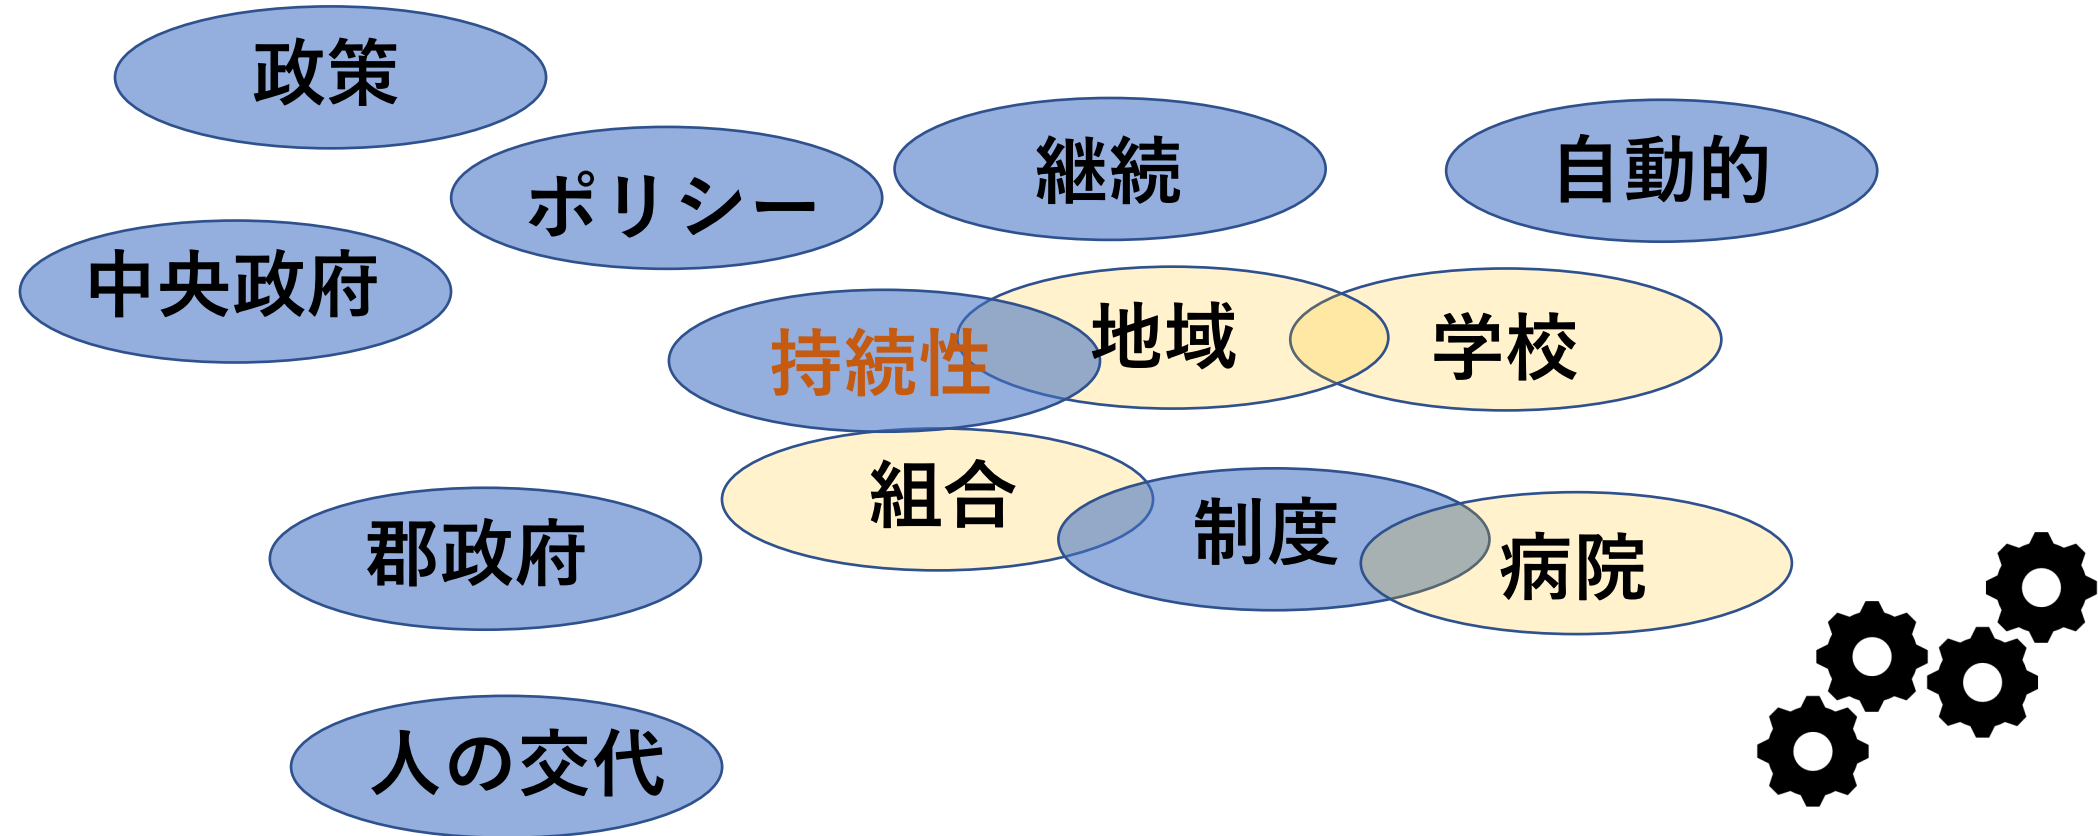 政策
ポリシー
継続
自動的
中央政府
持続性
地域
学校
組合
制度
郡政府
病院
人の交代